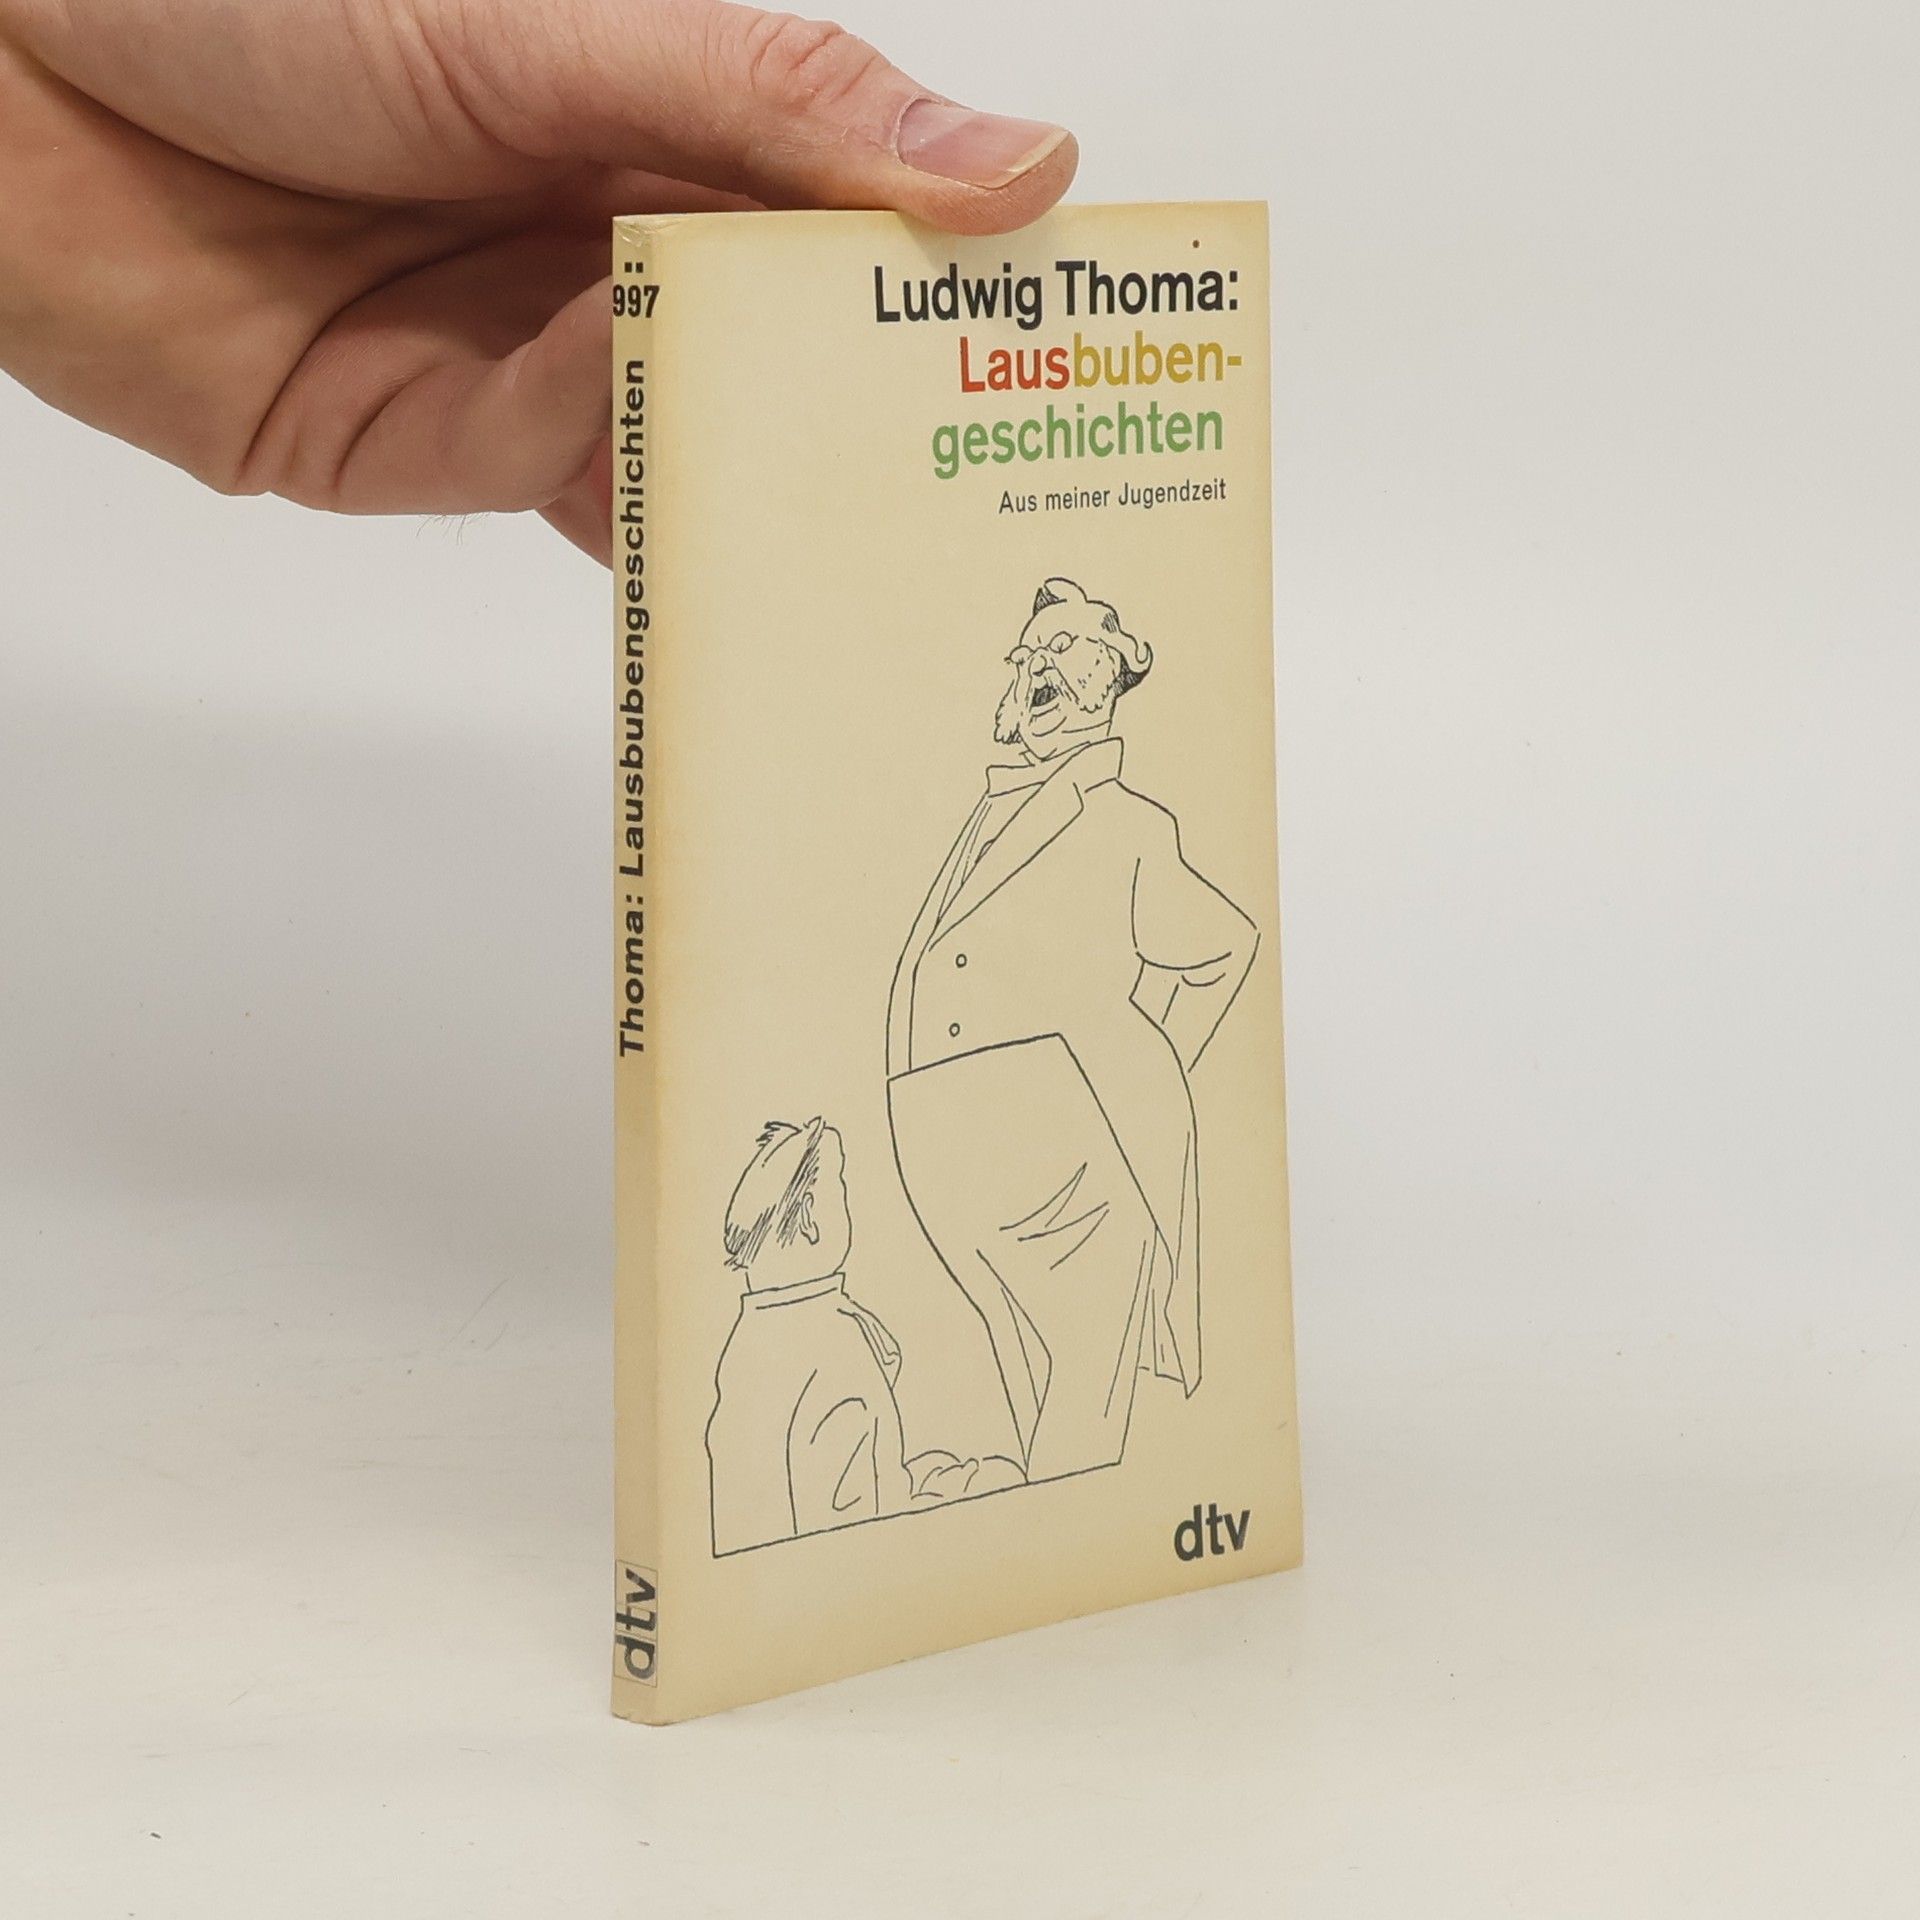 Ludwig Thoma:
Lausbuben-
geschichten
Aus meiner Jugendzeit
dtv
997
Thoma: Lausbubengeschichten
dtv